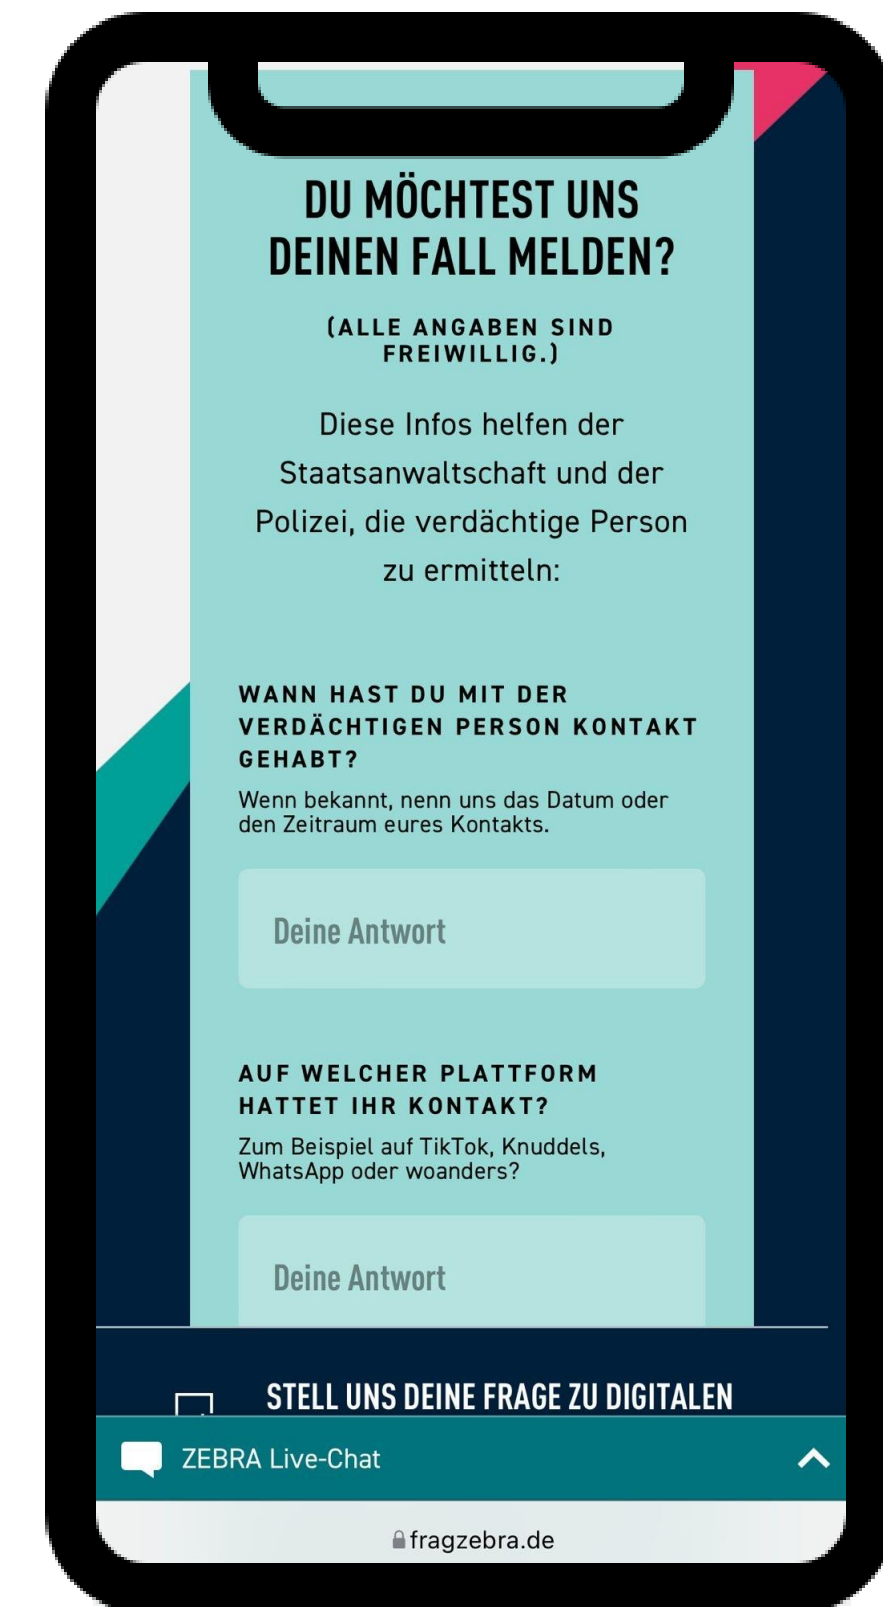 DU MÖCHTEST UNS
DEINEN FALL MELDEN?
(ALLE ANGABEN SIND
FREIWILLIG.)
Diese Infos helfen der
Staatsanwaltschaft und der
Polizei, die verdächtige Person
zu ermitteln:
WANN HAST DU MIT DER
VERDÄCHTIGEN PERSON KONTAKT
GEHABT?
Wenn bekannt, nenn uns das Datum oder
den Zeitraum eures Kontakts.
Deine Antwort
AUF WELCHER PLATTFORM
HATTET IHR KONTAKT?
Zum Beispiel auf TikTok, Knuddels,
WhatsApp oder woanders?
Deine Antwort
STELL UNS DEINE FRAGE ZU DIGITALEN
ZEBRA Live-Chat
fragzebra.de